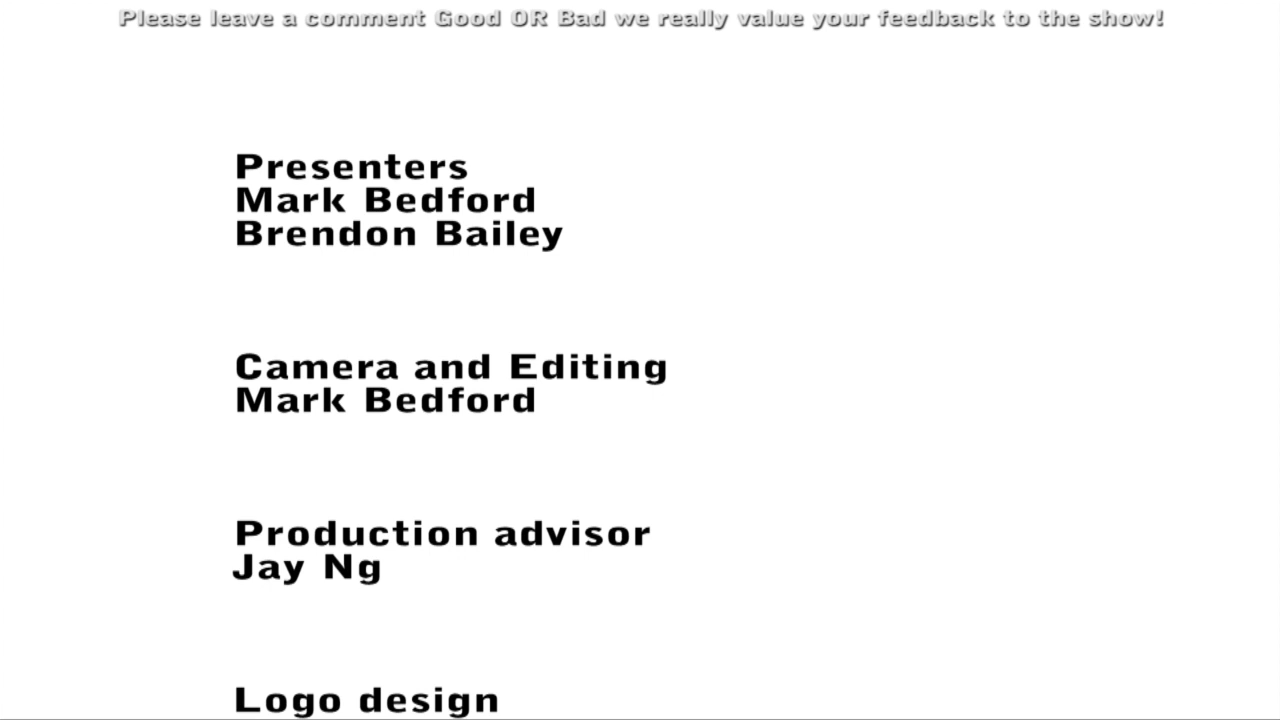 Please leave a comment Good OR Bad we really value your feedback to the show!
Presenters
Mark Bedford
Brendon Bailey
Camera and Editing
Mark Bedford
Production advisor
Jay Ng
Logo design